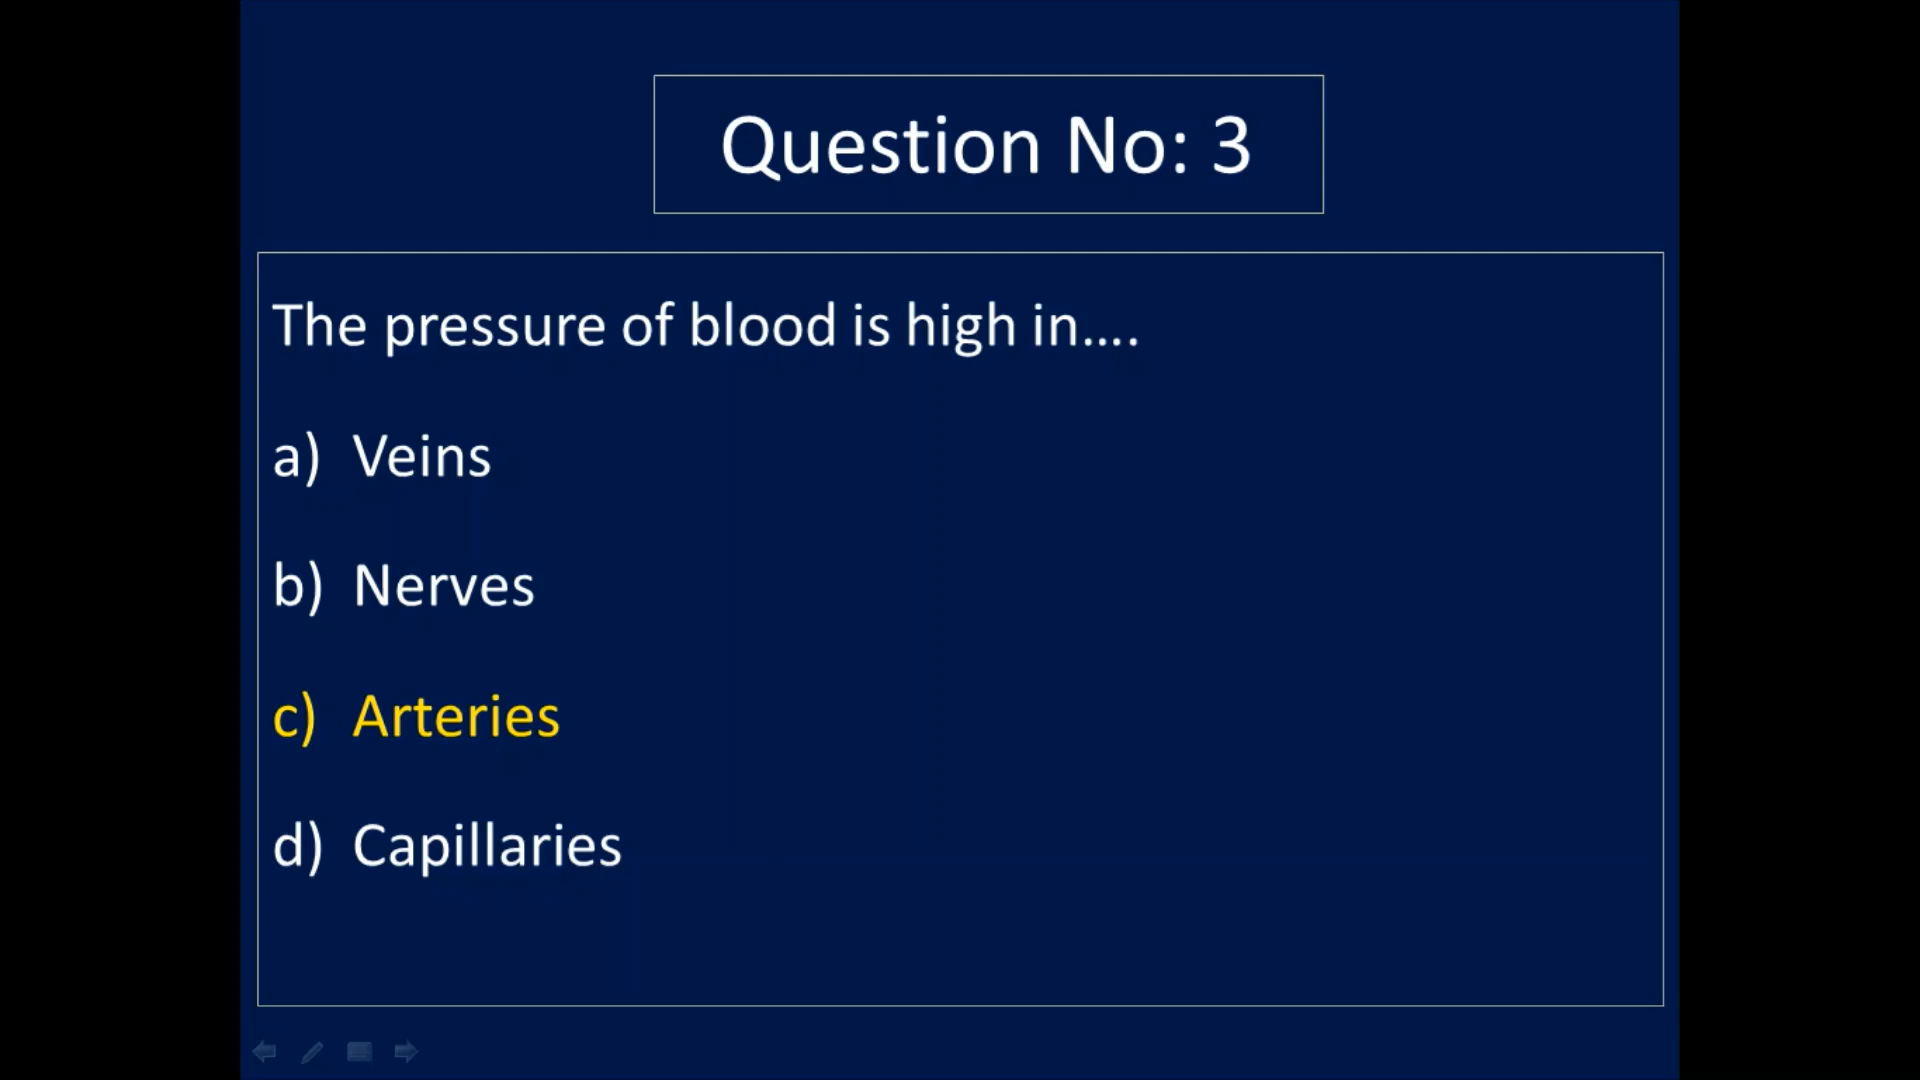 Question No: 3
The pressure of blood is high in....
a) Veins
b) Nerves
c) Arteries
d) Capillaries